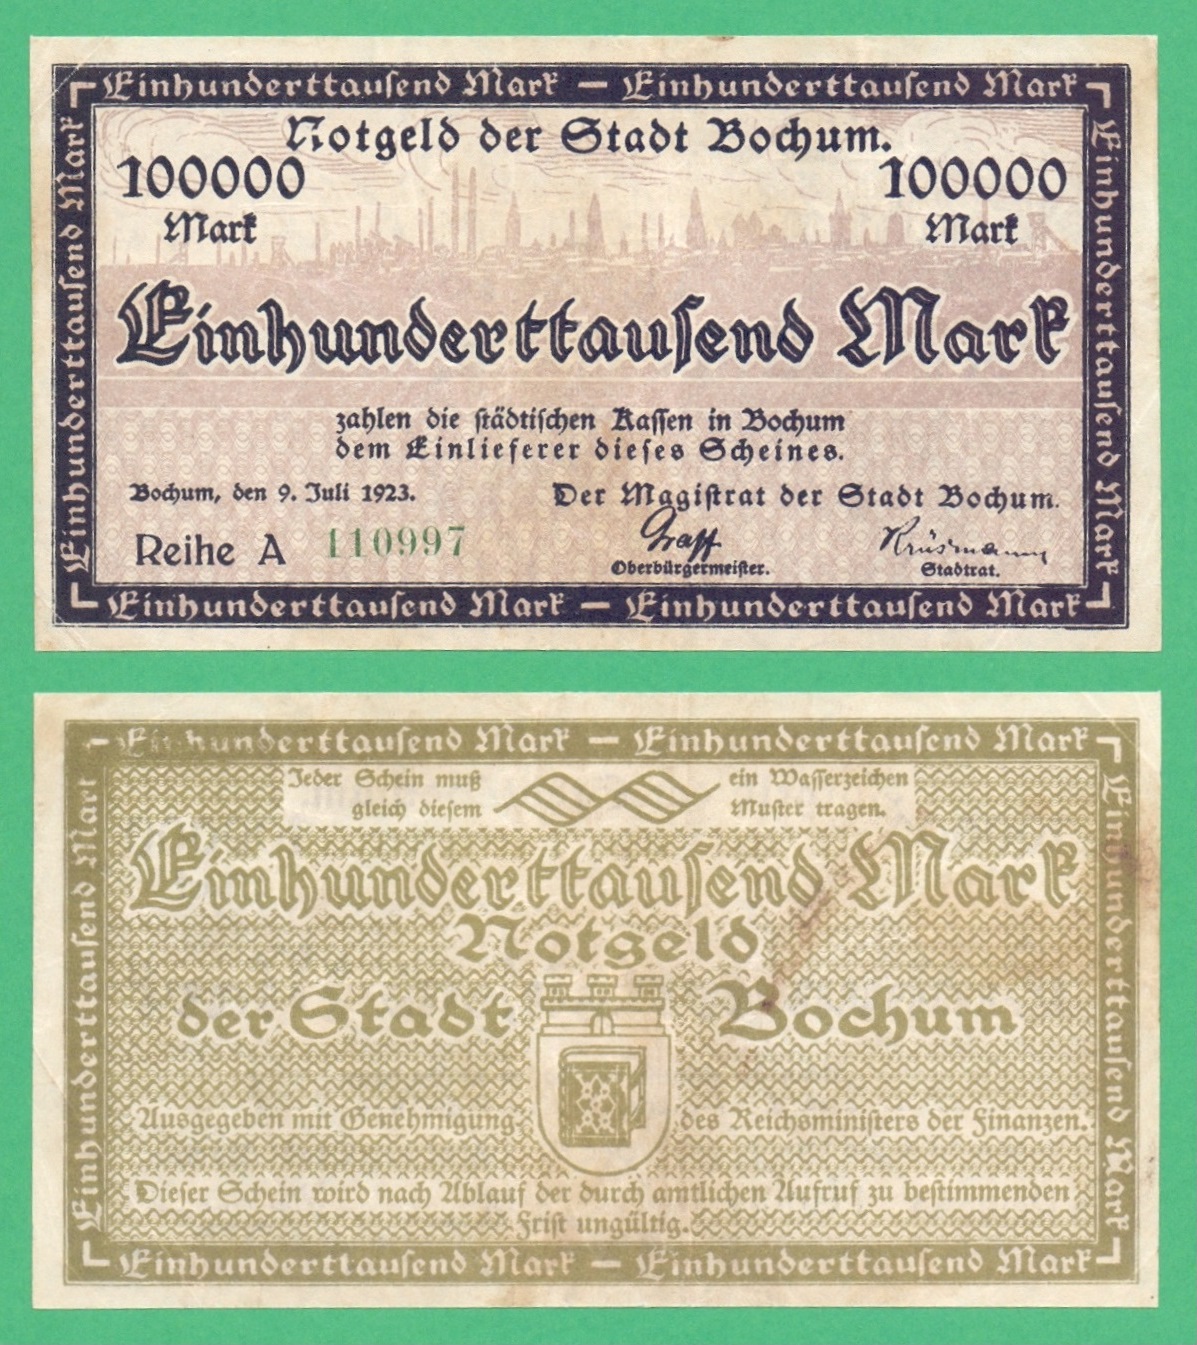 Einhunderttausend Mark — Einhunderttausend Mark
Einhunderttausend Mark
Einhunderttausend Mark
Notgeld der Stadt Bochum.
100000 100000
Mark Mark
Einhunderttausend Mark
zahlen die städtischen Kassen in Bochum
dem Einlieferer dieses Scheines.
Bochum, den 9. Juli 1923. Der Magistrat der Stadt Bochum.
Reihe A 110997 Graff Krüsmann
Oberbürgermeister. Stadtrat.
Einhunderttausend Mark — Einhunderttausend Mark
Einhunderttausend Mark — Einhunderttausend Mark
Einhunderttausend Mark
Einhunderttausend Mark
Jeder Schein muß ein Wasserzeichen
gleich diesem Muster tragen.
Einhunderttausend Mark
Notgeld
der Stadt Bochum
Ausgegeben mit Genehmigung des Reichsministers der Finanzen.
Dieser Schein wird nach Ablauf der durch amtlichen Aufruf zu bestimmenden
Frist ungültig.
Einhunderttausend Mark — Einhunderttausend Mark